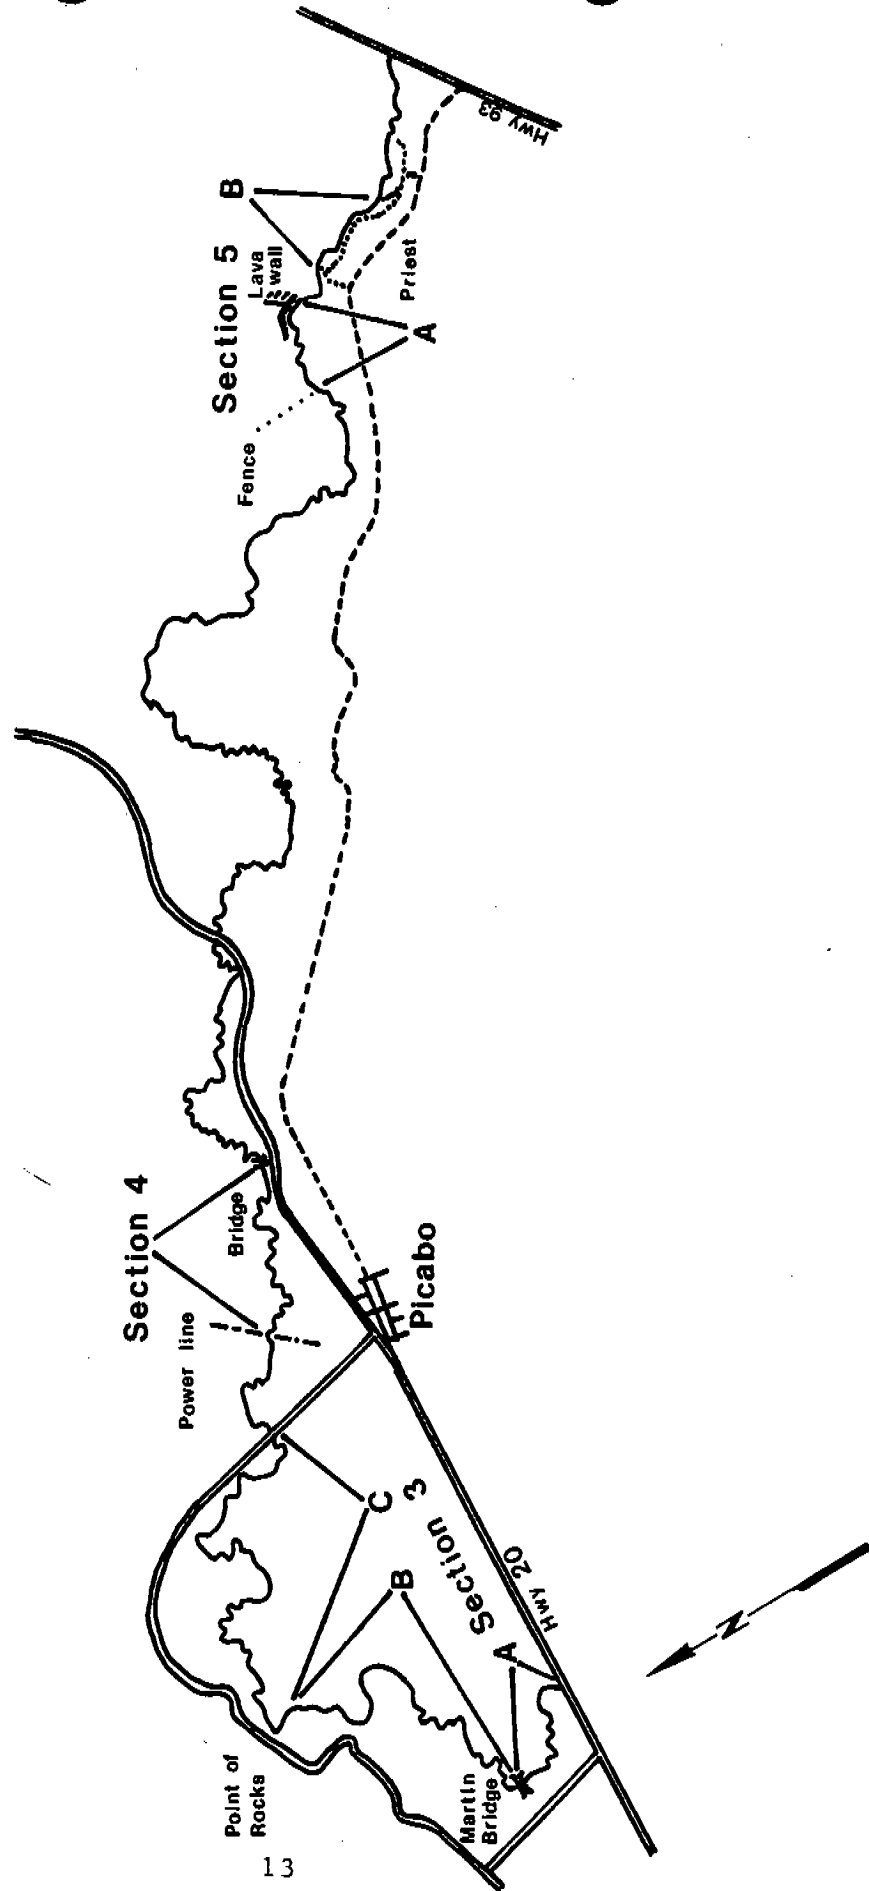 Hwy 93
B
Section 5
Lava
wall
Priest
A
Fence
Section 4
Bridge
Power line
Picabo
C
Section 3
B
Hwy 20
A
N
Point of
Rocks
Martin
Bridge
13